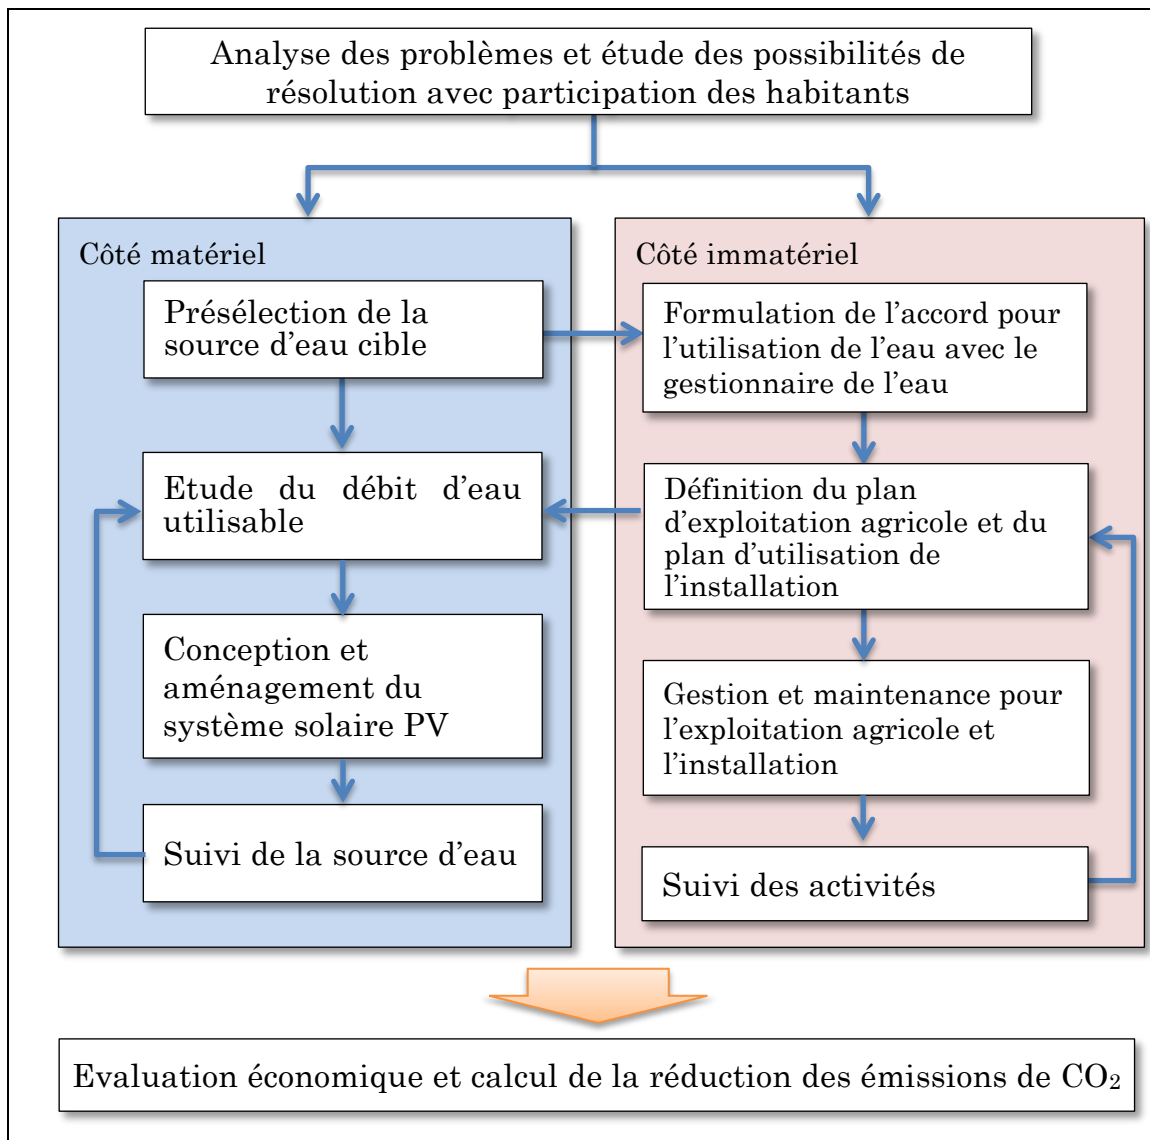 Analyse des problèmes et étude des possibilités de
résolution avec participation des habitants
Côté matériel
Présélection de la
source d'eau cible
Etude du débit d'eau
utilisable
Conception et
aménagement du
système solaire PV
Suivi de la source d'eau
Côté immatériel
Formulation de l'accord pour
l'utilisation de l'eau avec le
gestionnaire de l'eau
Définition du plan
d'exploitation agricole et du
plan d'utilisation de
l'installation
Gestion et maintenance pour
l'exploitation agricole et
l'installation
Suivi des activités
Evaluation économique et calcul de la réduction des émissions de CO₂